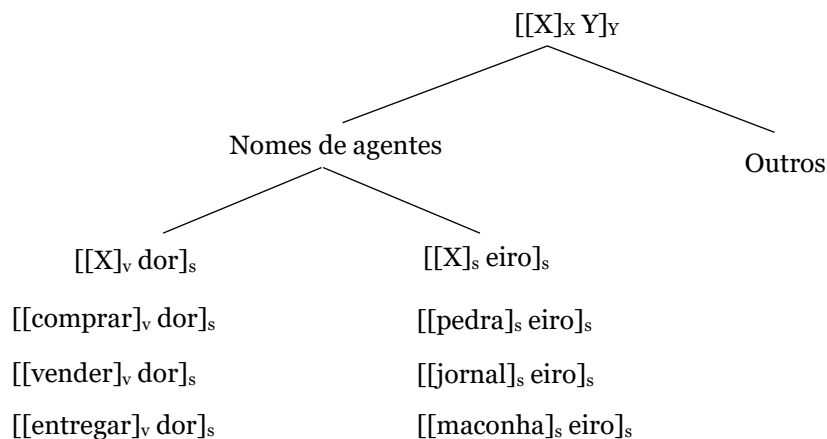 [[X]X Y]Y
Nomes de agentes
Outros
[[X]v dor]s [[X]s eiro]s
[[comprar]v dor]s [[pedra]s eiro]s
[[vender]v dor]s [[jornal]s eiro]s
[[entregar]v dor]s [[maconha]s eiro]s